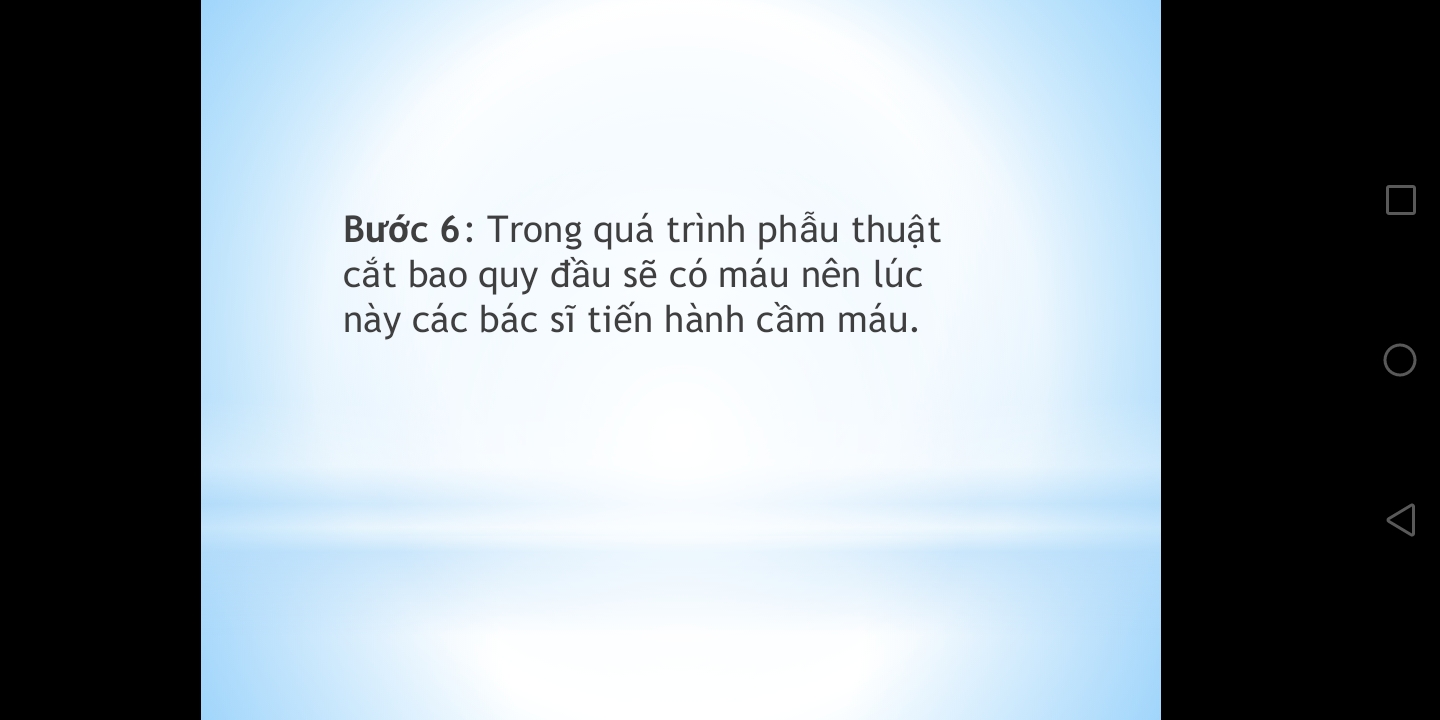 Bước 6: Trong quá trình phẫu thuật
cắt bao quy đầu sẽ có máu nên lúc
này các bác sĩ tiến hành cầm máu.